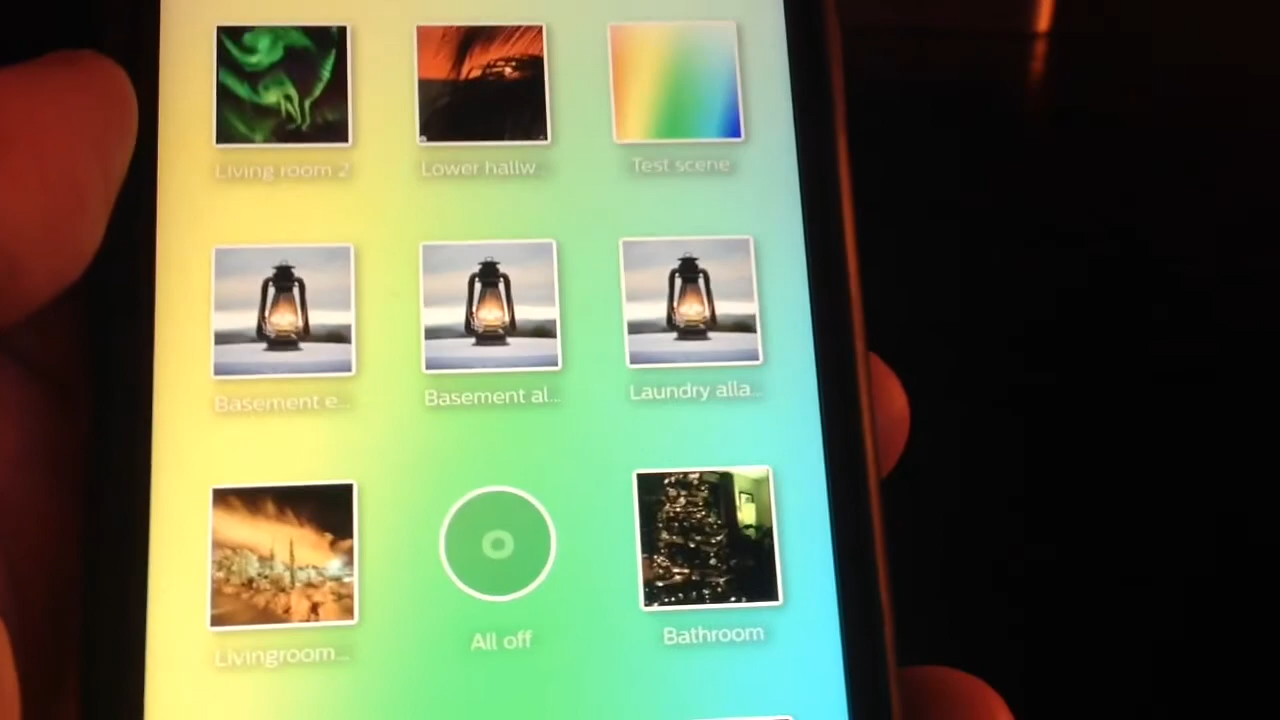 Living room 2
Lower hallw...
Test scene
Basement e...
Basement al...
Laundry alla...
Livingroom...
All off
Bathroom